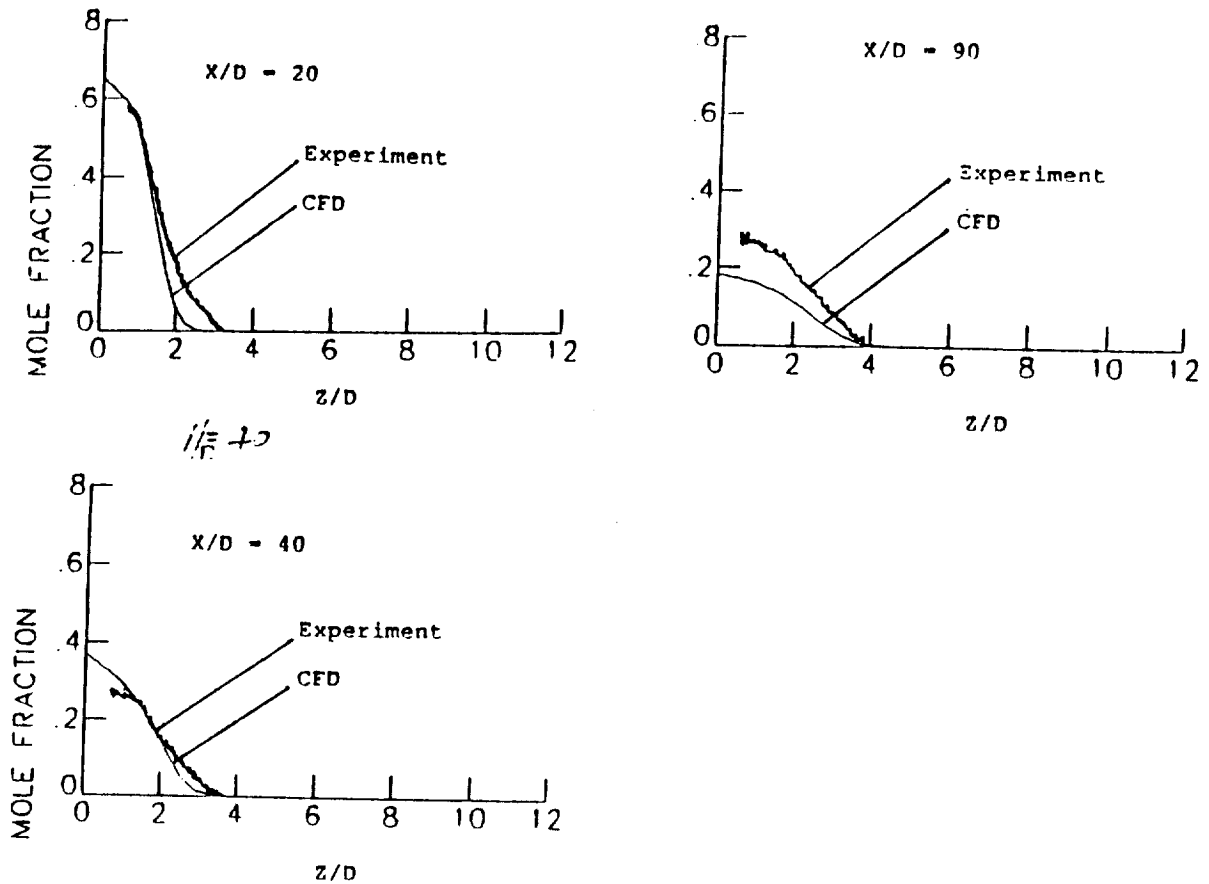 .8
X/D = 20
.6
MOLE FRACTION
Experiment
.4
CFD
.2
0
0 2 4 6 8 10 12
Z/D
.8
X/D = 90
.6
.4
Experiment
CFD
.2
0
0 2 4 6 8 10 12
Z/D
.8
X/D = 40
.6
MOLE FRACTION
Experiment
.4
CFD
.2
0
0 2 4 6 8 10 12
Z/D